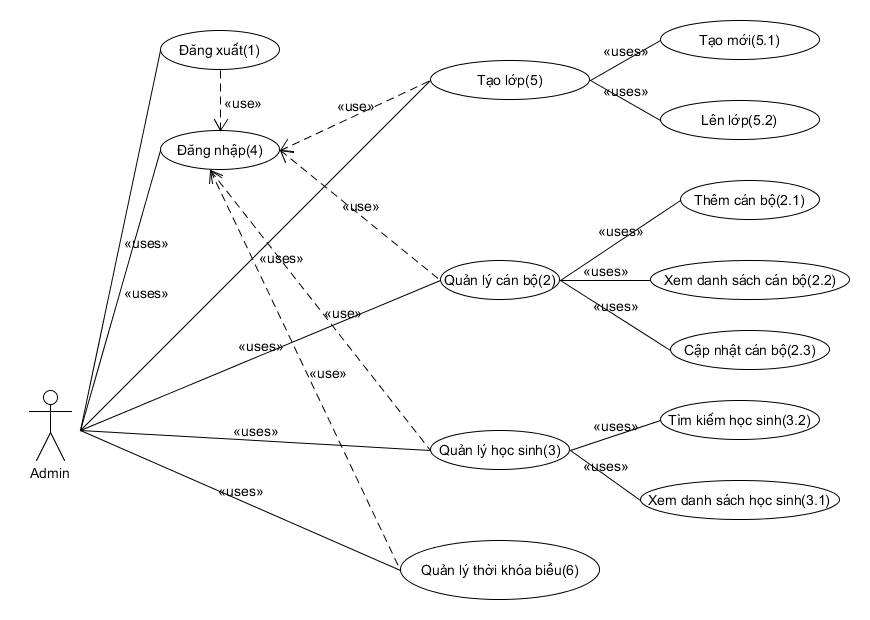 Đăng xuất(1)
«use»
Đăng nhập(4)
«uses»
«uses»
Tạo lớp(5)
«use»
«uses»
«uses»
«uses»
Tạo mới(5.1)
Lên lớp(5.2)
«use»
Quản lý cán bộ(2)
«uses»
«uses»
Thêm cán bộ(2.1)
«uses»
Xem danh sách cán bộ(2.2)
«uses»
Cập nhật cán bộ(2.3)
«use»
«use»
Admin
«uses»
Quản lý học sinh(3)
«uses»
Tìm kiếm học sinh(3.2)
«uses»
Xem danh sách học sinh(3.1)
«uses»
Quản lý thời khóa biểu(6)